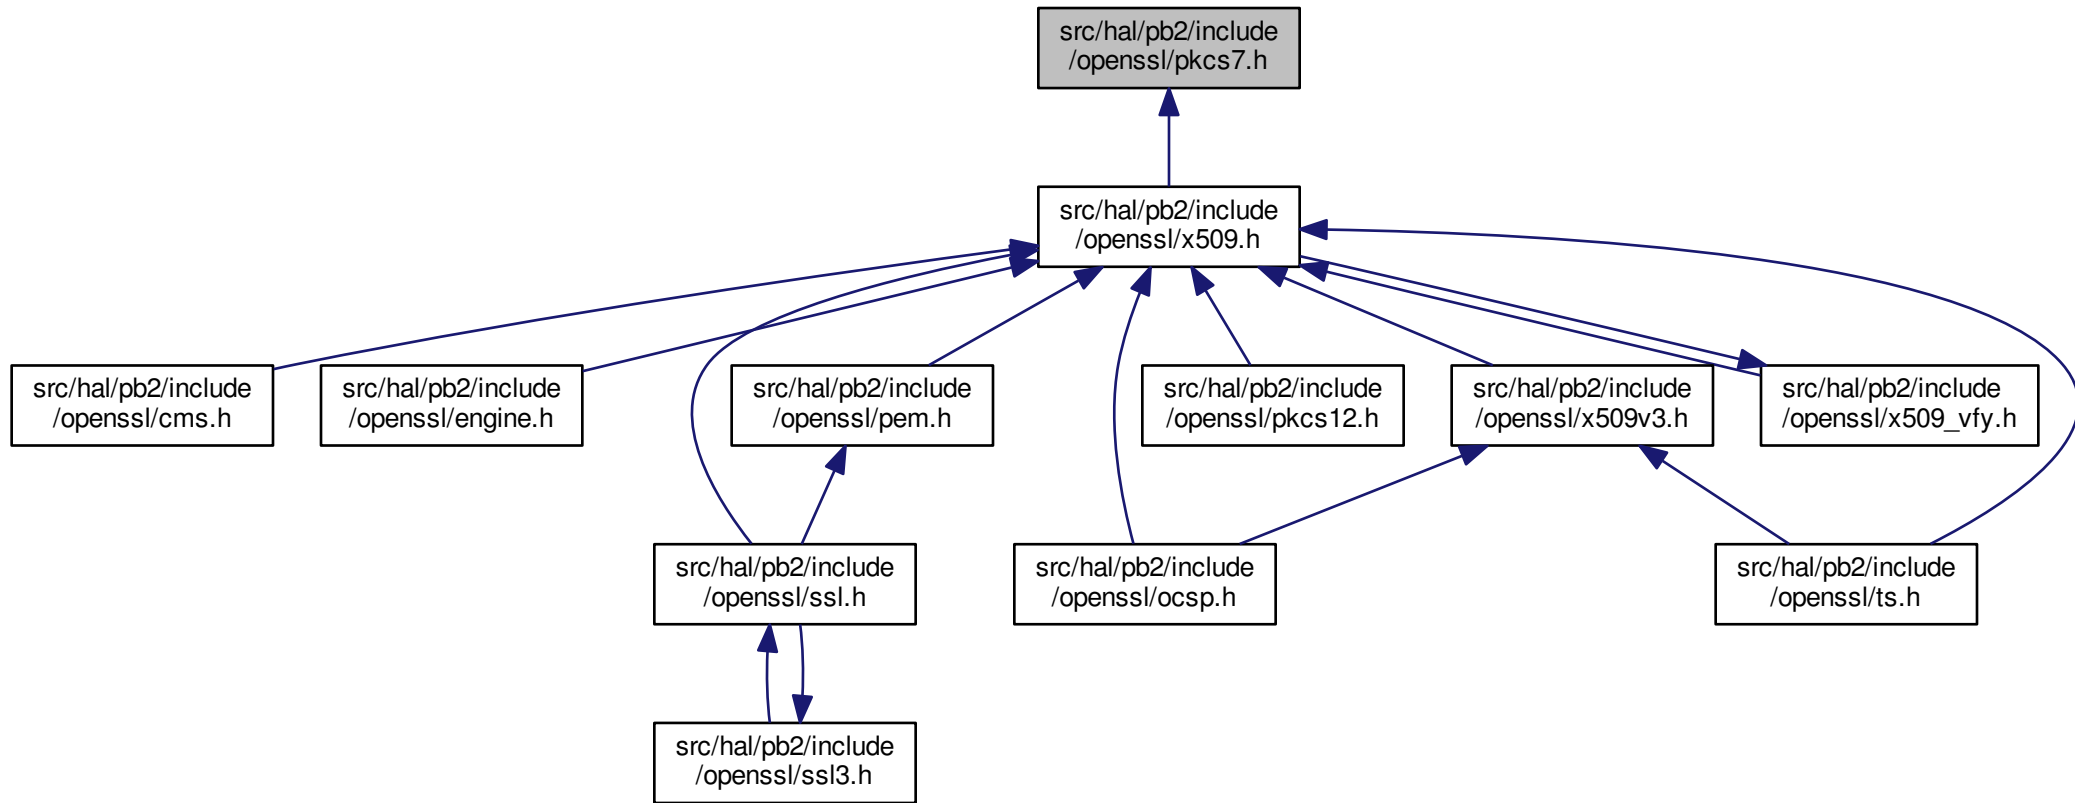 src/hal/pb2/include
/openssl/pkcs7.h
src/hal/pb2/include
/openssl/x509.h
src/hal/pb2/include
/openssl/cms.h
src/hal/pb2/include
/openssl/engine.h
src/hal/pb2/include
/openssl/pem.h
src/hal/pb2/include
/openssl/pkcs12.h
src/hal/pb2/include
/openssl/x509v3.h
src/hal/pb2/include
/openssl/x509_vfy.h
src/hal/pb2/include
/openssl/ssl.h
src/hal/pb2/include
/openssl/ocsp.h
src/hal/pb2/include
/openssl/ts.h
src/hal/pb2/include
/openssl/ssl3.h